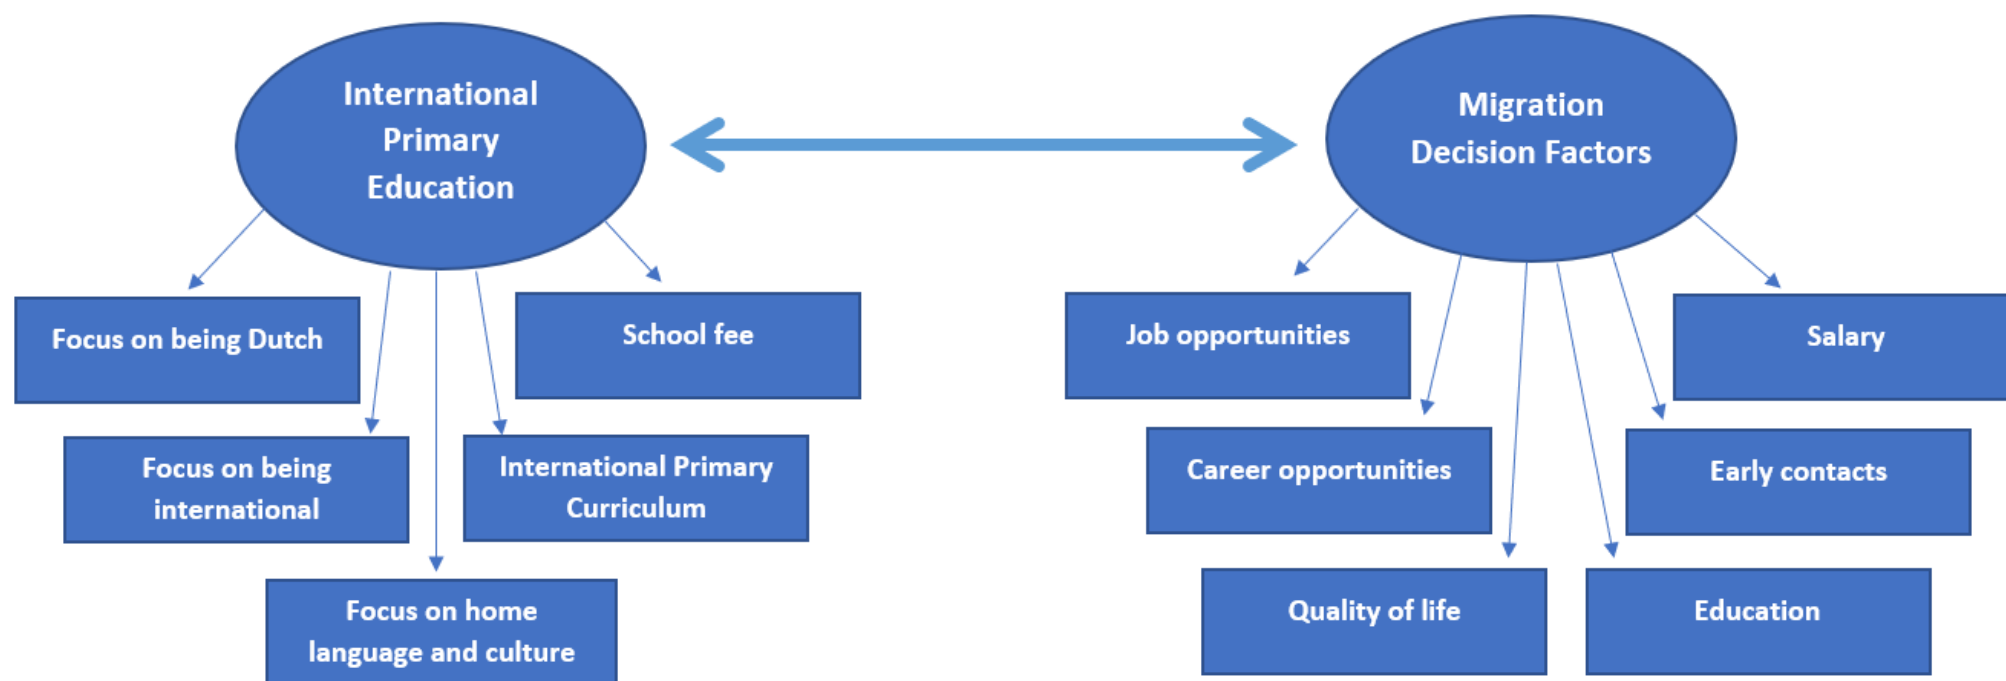 International
Primary
Education
Migration
Decision Factors
Focus on being Dutch
School fee
Focus on being
international
International Primary
Curriculum
Focus on home
language and culture
Job opportunities
Salary
Career opportunities
Early contacts
Quality of life
Education